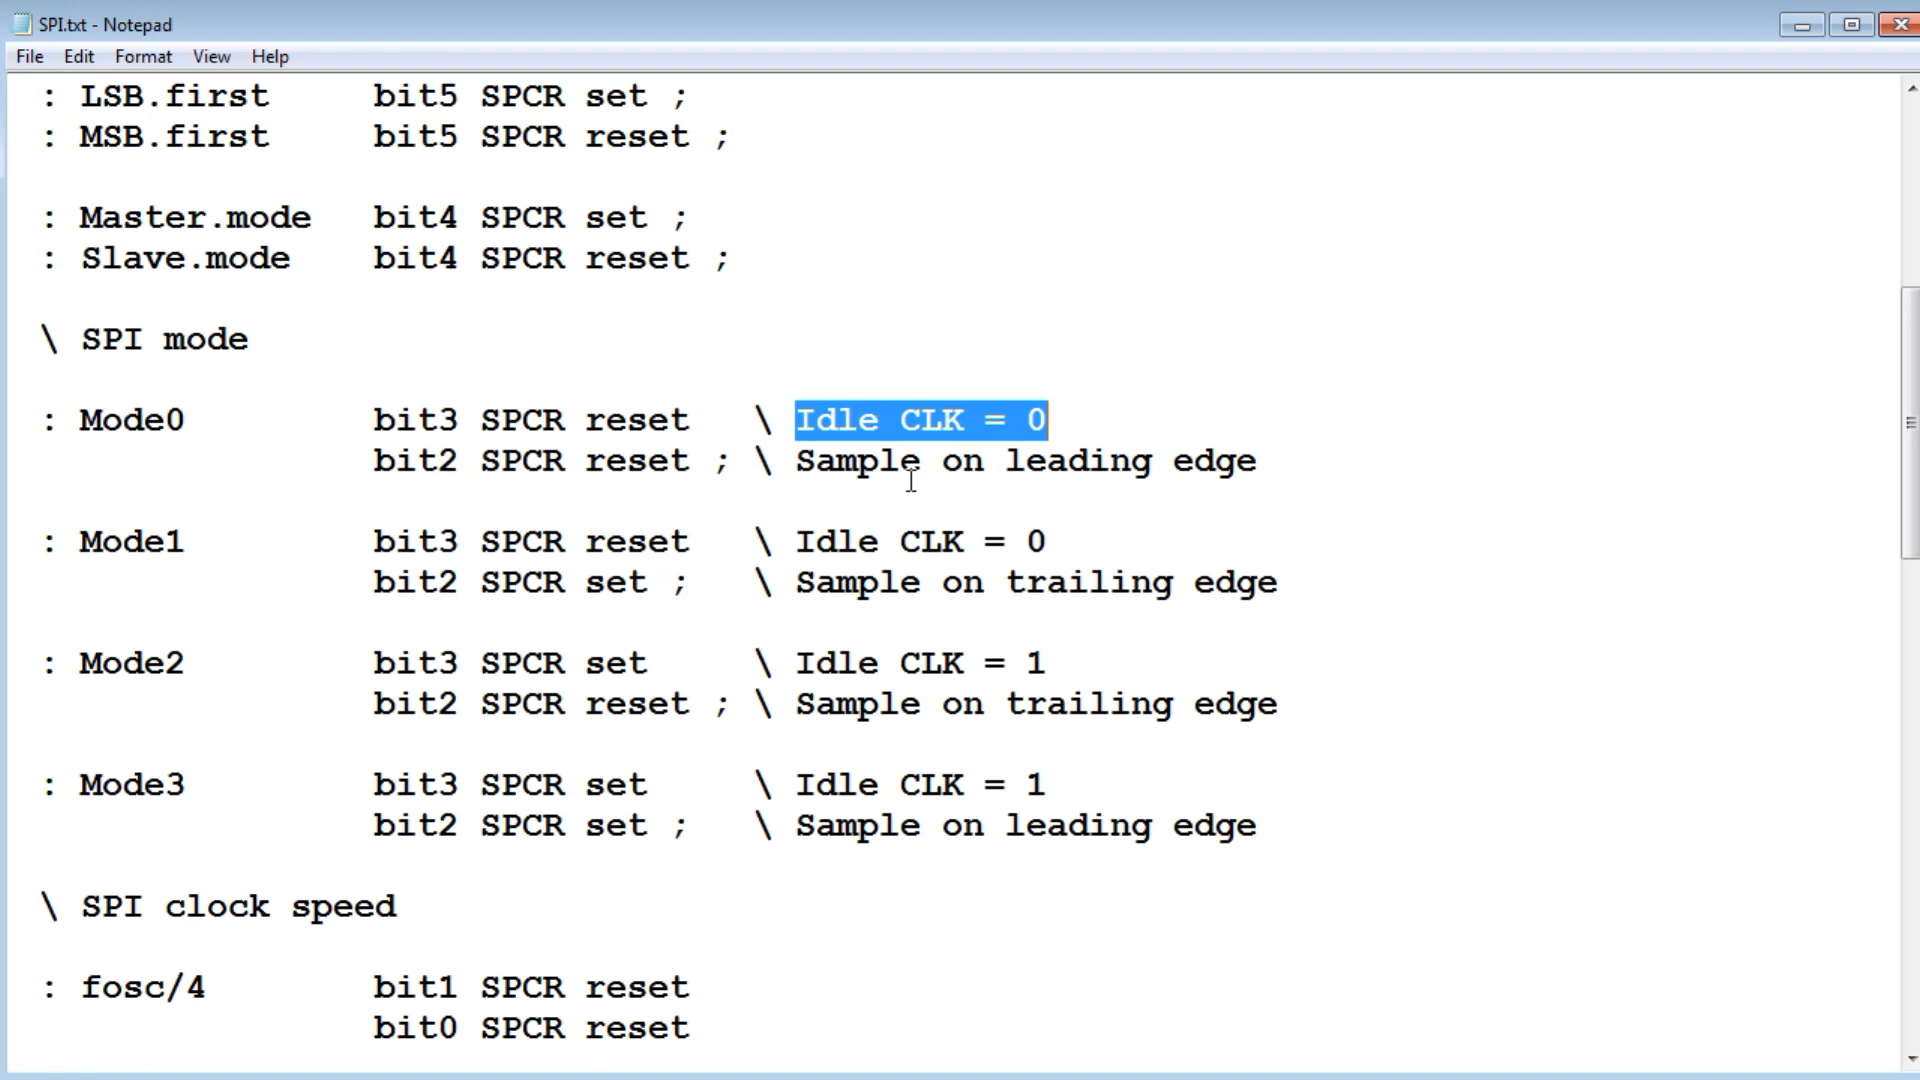 SPI.txt - Notepad
File Edit Format View Help
: LSB.first bit5 SPCR set ;
: MSB.first bit5 SPCR reset ;
: Master.mode bit4 SPCR set ;
: Slave.mode bit4 SPCR reset ;
\ SPI mode
: Mode0 bit3 SPCR reset \ Idle CLK = 0
bit2 SPCR reset ; \ Sample on leading edge
: Mode1 bit3 SPCR reset \ Idle CLK = 0
bit2 SPCR set ; \ Sample on trailing edge
: Mode2 bit3 SPCR set \ Idle CLK = 1
bit2 SPCR reset ; \ Sample on trailing edge
: Mode3 bit3 SPCR set \ Idle CLK = 1
bit2 SPCR set ; \ Sample on leading edge
\ SPI clock speed
: fosc/4 bit1 SPCR reset
bit0 SPCR reset